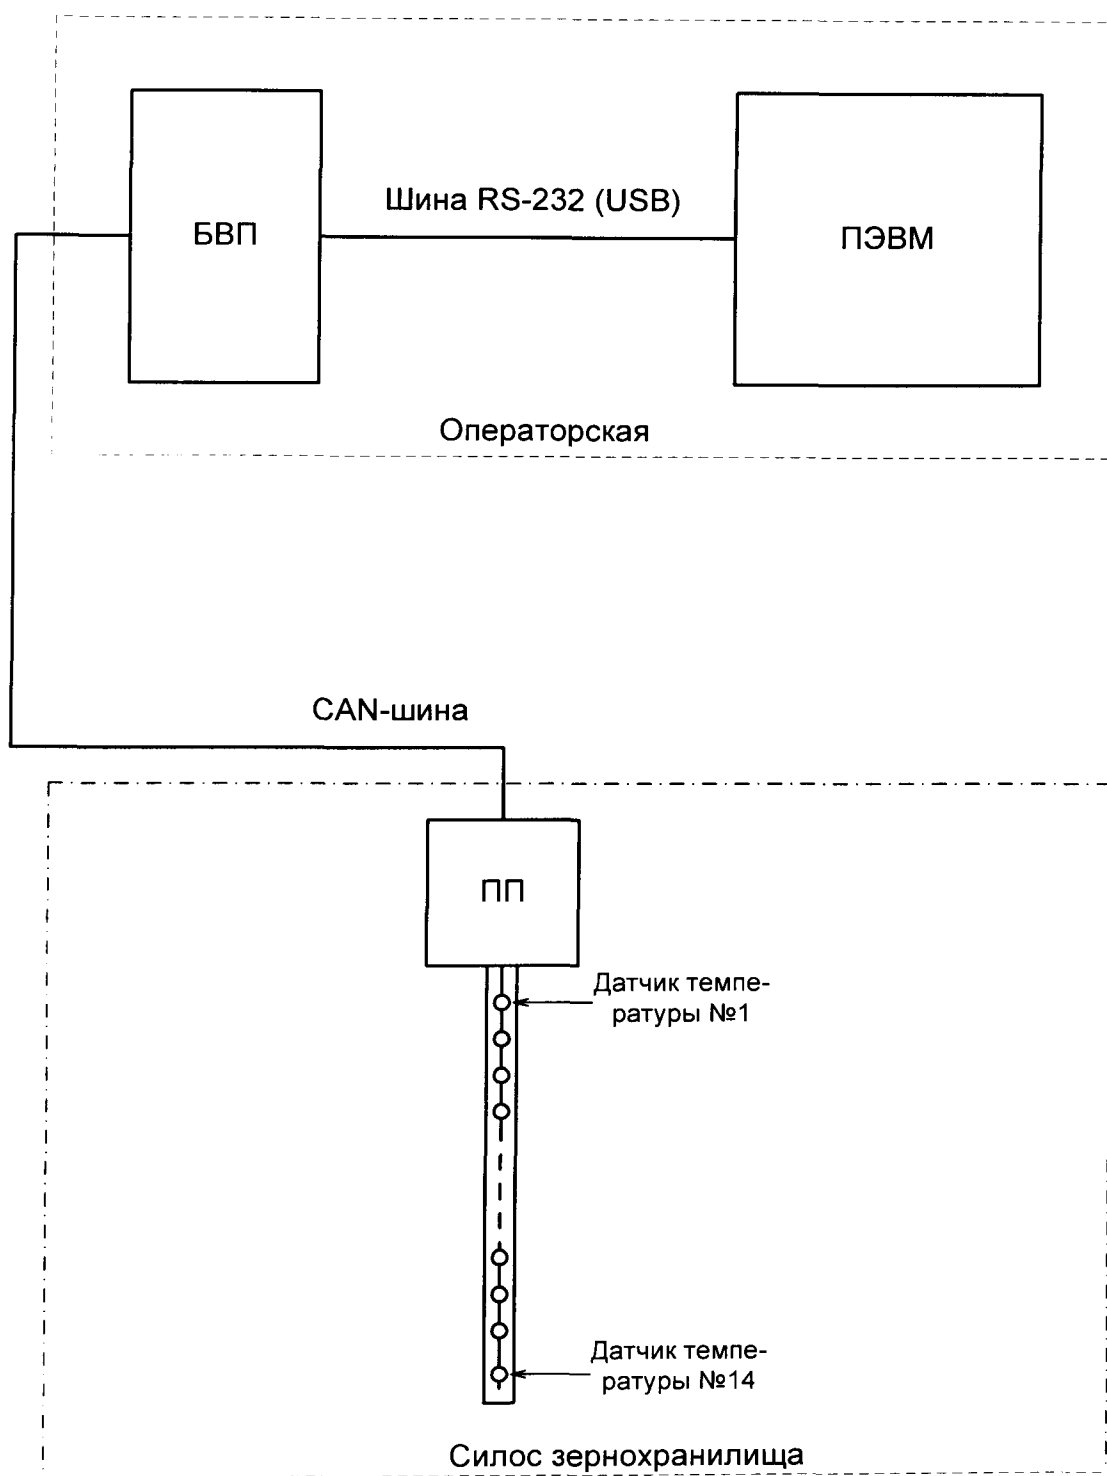 Шина RS-232 (USB)
БВП
ПЭВМ
Операторская
CAN-шина
ПП
Датчик темпе-
ратуры №1
Датчик темпе-
ратуры №14
Силос зернохранилища